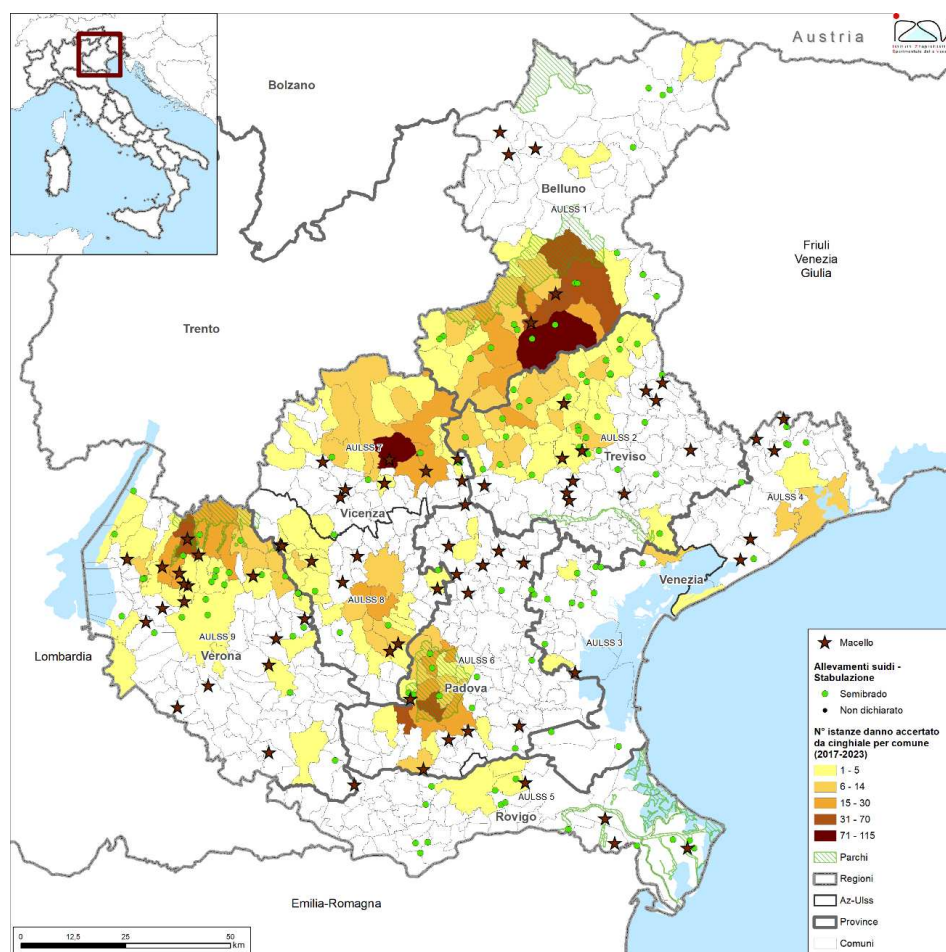 Austria
Bolzano
Belluno
AULSS 1
Friuli
Venezia
Giulia
Trento
AULSS 7
AULSS 2
Treviso
AULSS 4
Vicenza
Venezia
AULSS 8
AULSS 3
AULSS 9
Verona
Lombardia
AULSS 6
Padova
AULSS 5
Rovigo
Emilia-Romagna
Macello
Allevamenti suidi -
Stabulazione
Semibrado
Non dichiarato
N° istanze danno accertato
da cinghiale per comune
(2017-2023)
1 - 5
6 - 14
15 - 30
31 - 70
71 - 115
Parchi
Regioni
Az-Ulss
Province
Comuni
0 12,5 25 50
km